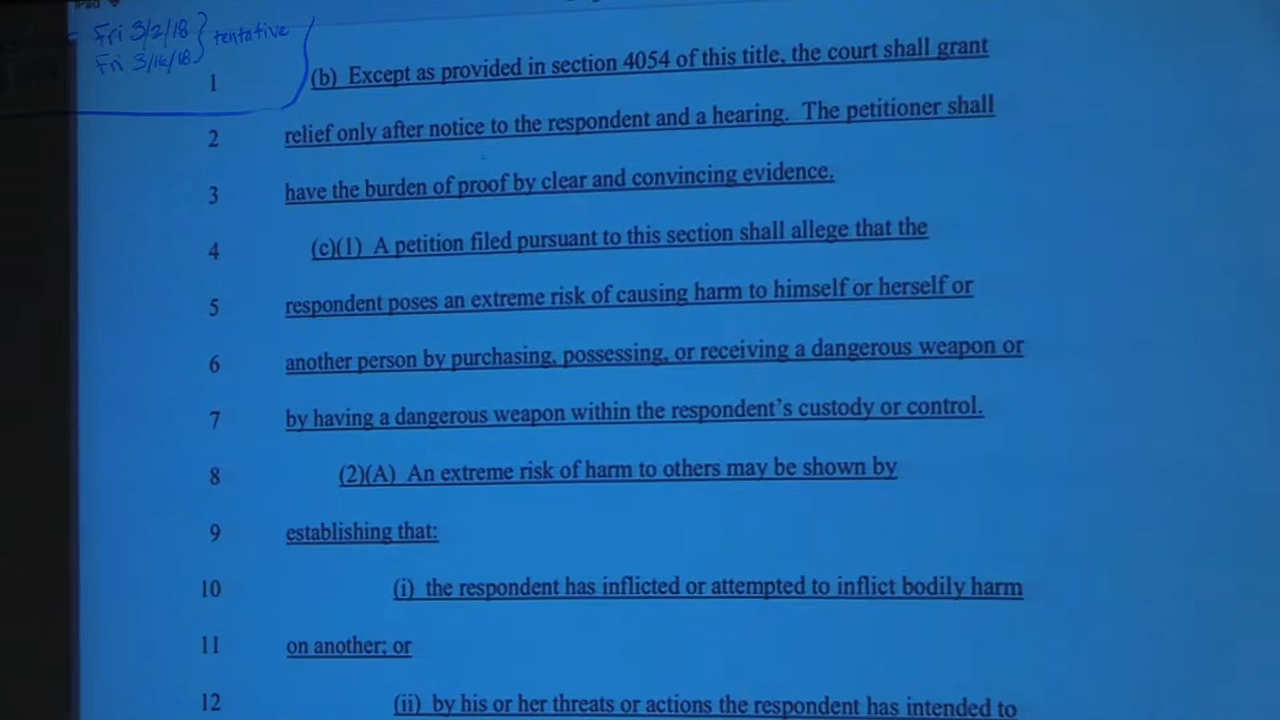 iPad
- Fri 3/2/18 } tentative
Fri 3/16/18
1 (b) Except as provided in section 4054 of this title, the court shall grant
2 relief only after notice to the respondent and a hearing. The petitioner shall
3 have the burden of proof by clear and convincing evidence.
4 (c)(1) A petition filed pursuant to this section shall allege that the
5 respondent poses an extreme risk of causing harm to himself or herself or
6 another person by purchasing, possessing, or receiving a dangerous weapon or
7 by having a dangerous weapon within the respondent's custody or control.
8 (2)(A) An extreme risk of harm to others may be shown by
9 establishing that:
10 (i) the respondent has inflicted or attempted to inflict bodily harm
11 on another; or
12 (ii) by his or her threats or actions the respondent has intended to